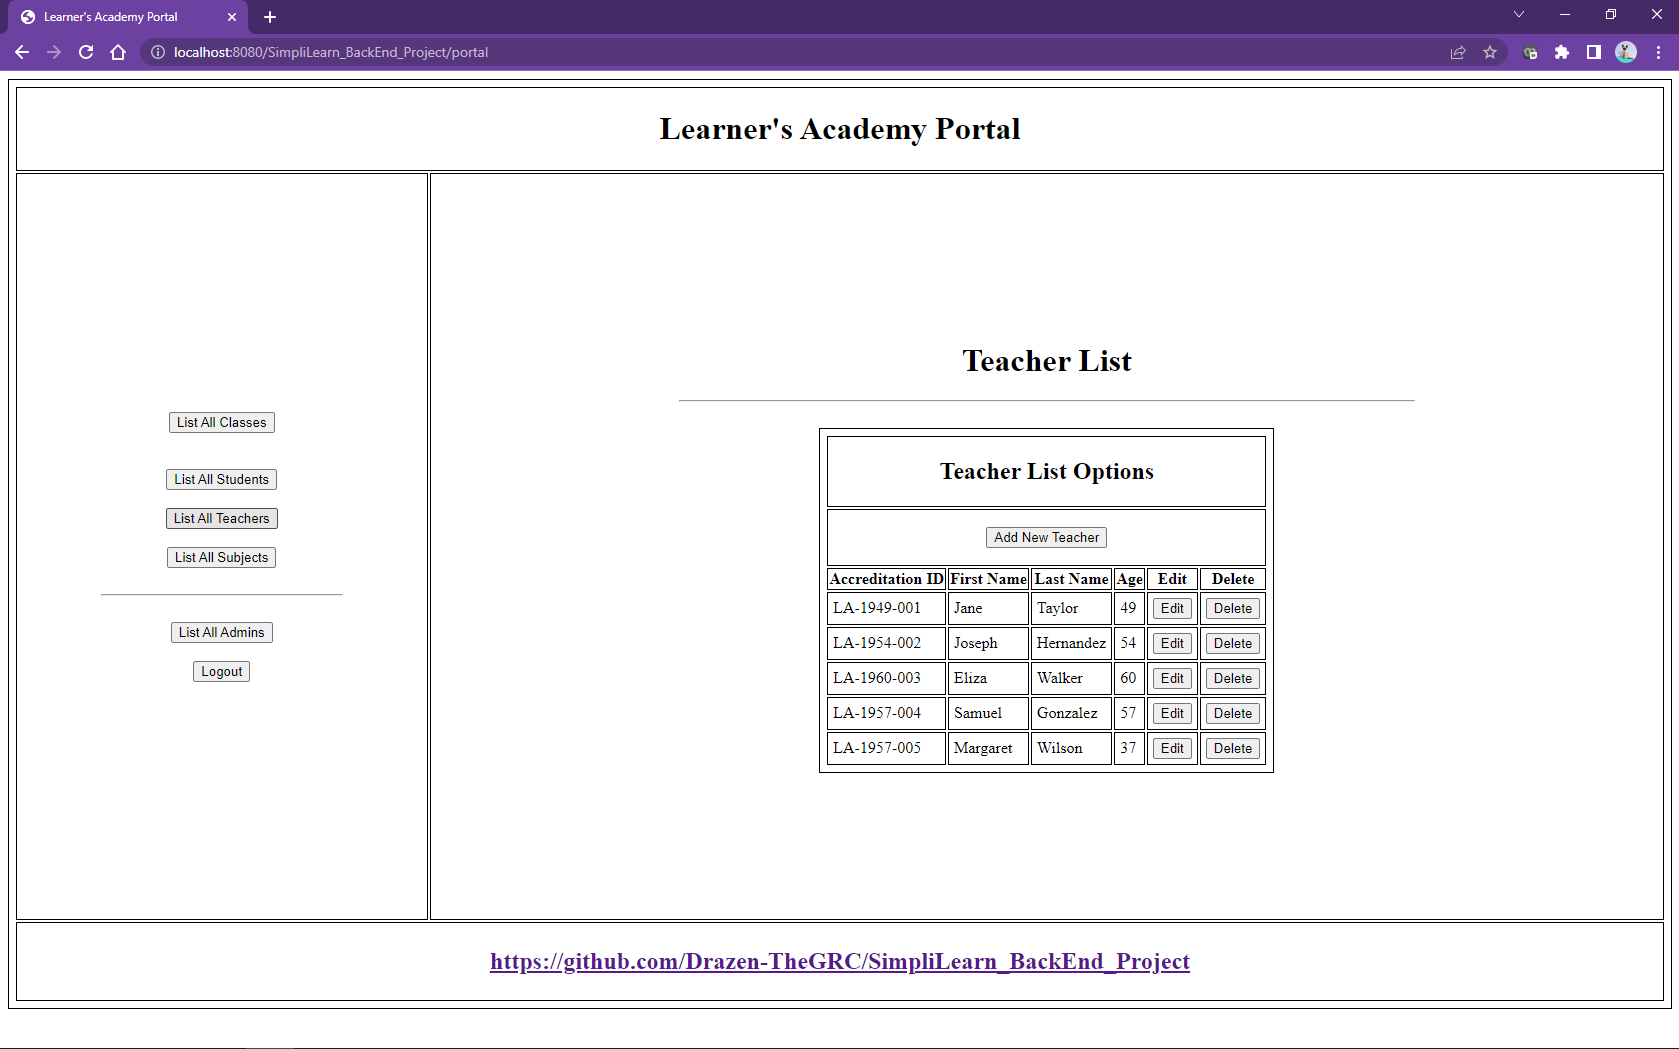 Learner's Academy Portal
localhost:8080/SimpliLearn_BackEnd_Project/portal
Learner's Academy Portal
List All Classes
List All Students
List All Teachers
List All Subjects
List All Admins
Logout
Teacher List
Teacher List Options
Add New Teacher
Accreditation ID First Name Last Name Age Edit Delete
LA-1949-001 Jane Taylor 49 Edit Delete
LA-1954-002 Joseph Hernandez 54 Edit Delete
LA-1960-003 Eliza Walker 60 Edit Delete
LA-1957-004 Samuel Gonzalez 57 Edit Delete
LA-1957-005 Margaret Wilson 37 Edit Delete
https://github.com/Drazen-TheGRC/SimpliLearn_BackEnd_Project